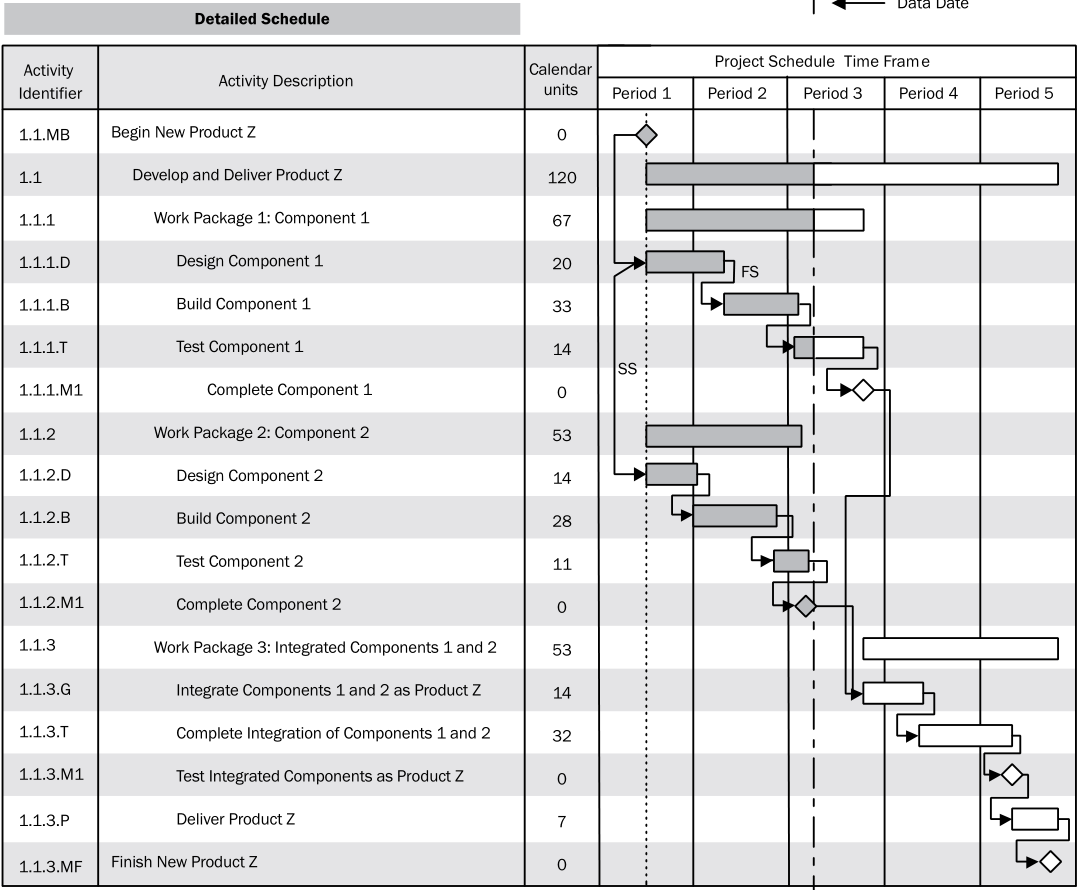 Data Date
Detailed Schedule
Activity Identifier Activity Description Calendar units Project Schedule Time Frame
Period 1 Period 2 Period 3 Period 4 Period 5
1.1.MB Begin New Product Z 0
1.1 Develop and Deliver Product Z 120
1.1.1 Work Package 1: Component 1 67
1.1.1.D Design Component 1 20
FS
1.1.1.B Build Component 1 33
1.1.1.T Test Component 1 14
SS
1.1.1.M1 Complete Component 1 0
1.1.2 Work Package 2: Component 2 53
1.1.2.D Design Component 2 14
1.1.2.B Build Component 2 28
1.1.2.T Test Component 2 11
1.1.2.M1 Complete Component 2 0
1.1.3 Work Package 3: Integrated Components 1 and 2 53
1.1.3.G Integrate Components 1 and 2 as Product Z 14
1.1.3.T Complete Integration of Components 1 and 2 32
1.1.3.M1 Test Integrated Components as Product Z 0
1.1.3.P Deliver Product Z 7
1.1.3.MF Finish New Product Z 0